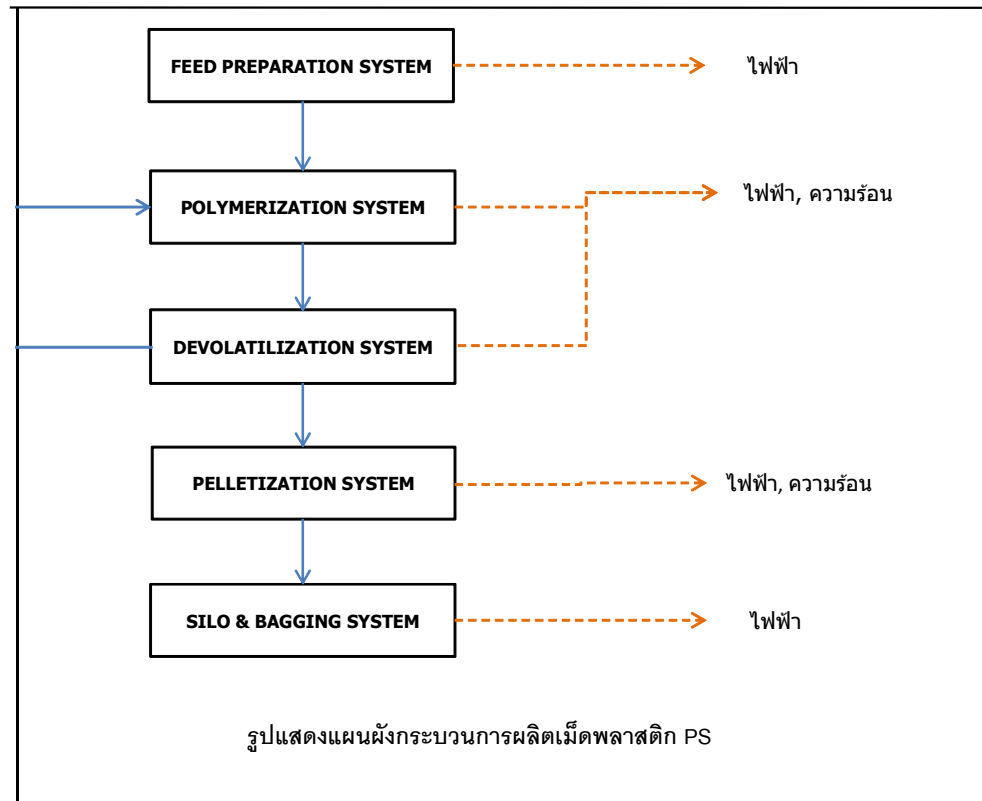 FEED PREPARATION SYSTEM
ไฟฟ้า
POLYMERIZATION SYSTEM
ไฟฟ้า, ความร้อน
DEVOLATILIZATION SYSTEM
PELLETIZATION SYSTEM
ไฟฟ้า, ความร้อน
SILO & BAGGING SYSTEM
ไฟฟ้า
รูปแสดงแผนผังกระบวนการผลิตเม็ดพลาสติก PS